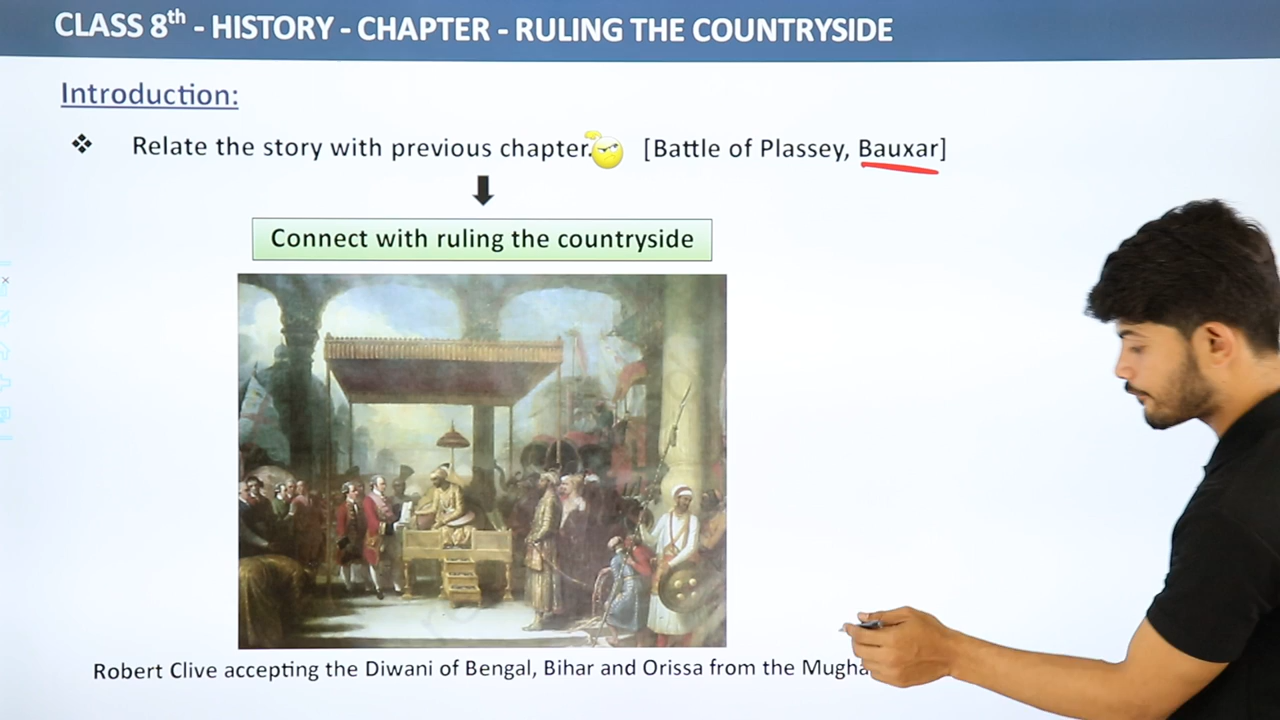 CLASS 8th - HISTORY - CHAPTER - RULING THE COUNTRYSIDE
Introduction:
Relate the story with previous chapter. [Battle of Plassey, Bauxar]
Connect with ruling the countryside
Robert Clive accepting the Diwani of Bengal, Bihar and Orissa from the